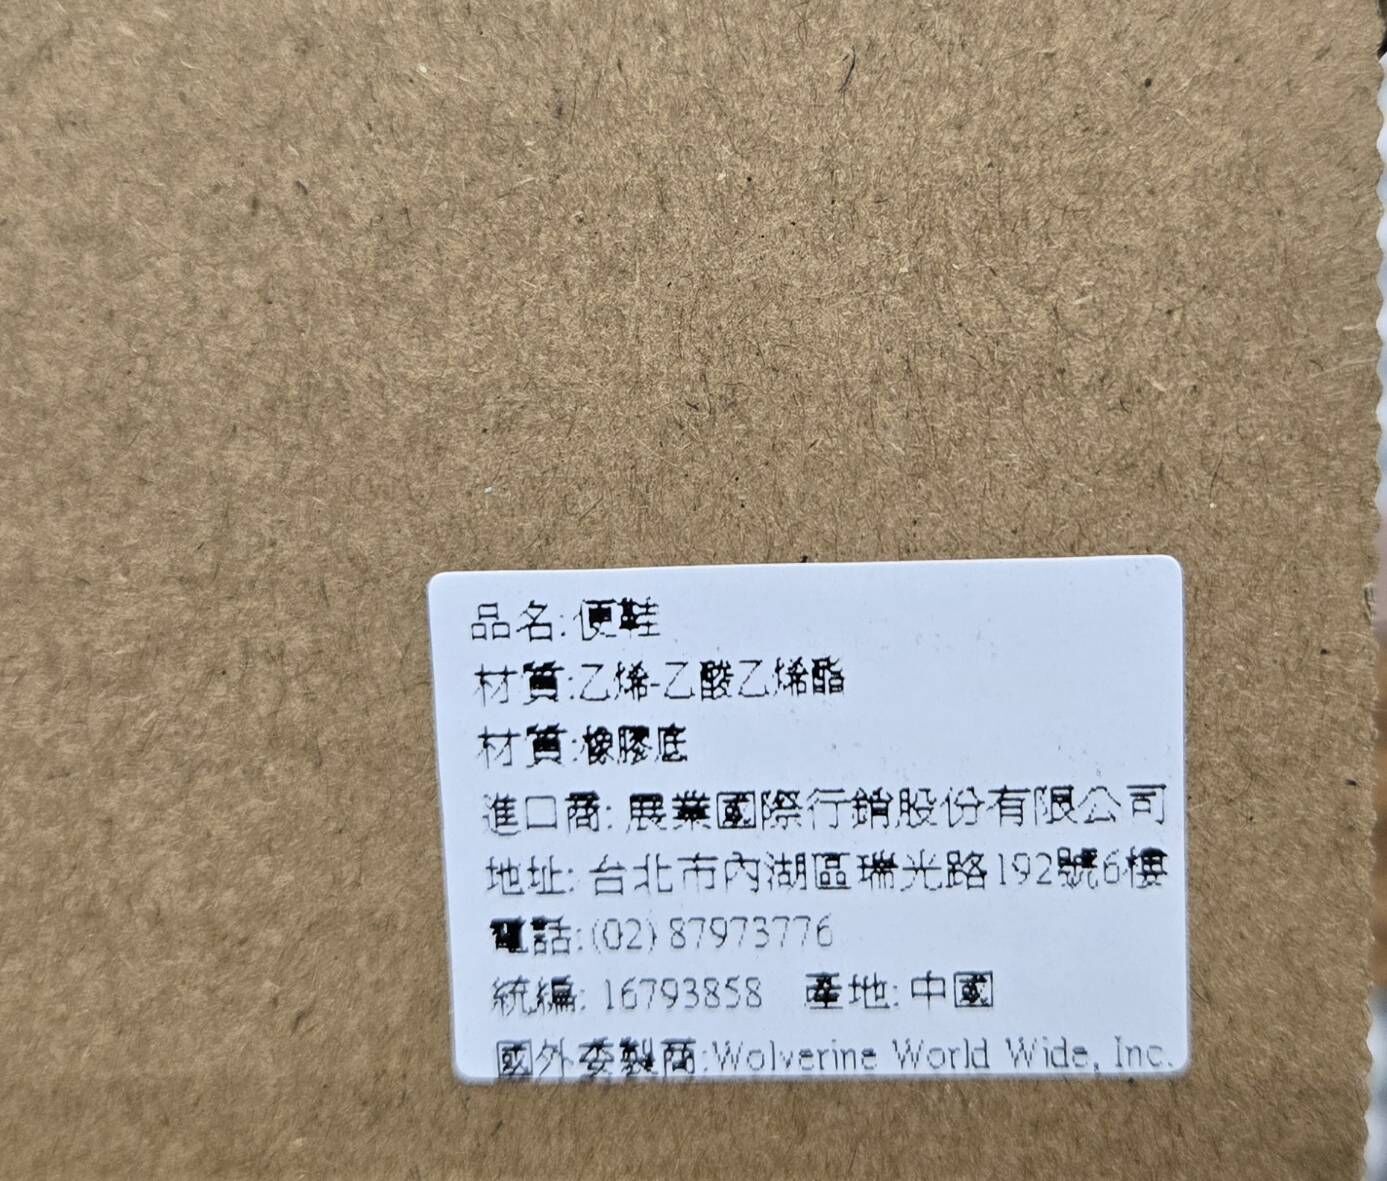 品名:便鞋
材質:乙烯-乙酸乙烯酯
材質:橡膠底
進口商: 展業國際行銷股份有限公司
地址: 台北市內湖區瑞光路192號6樓
電話:(02) 87973776
統編: 16793858 產地: 中國
國外委製商:Wolverine World Wide, Inc.